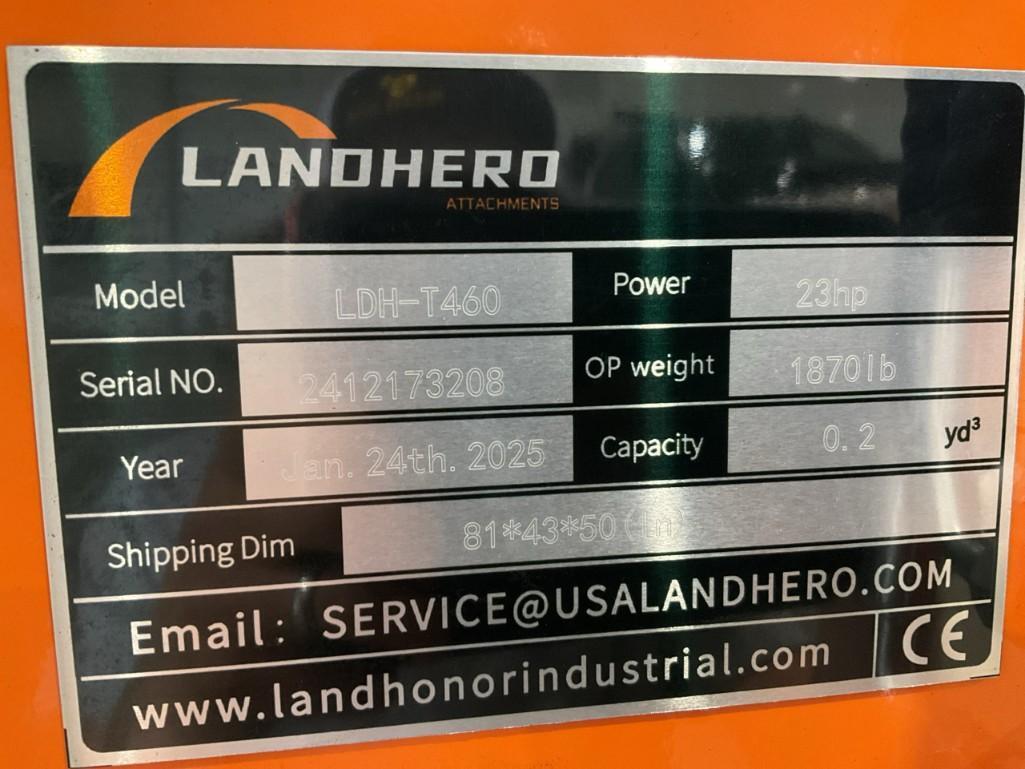 LANDHERO
ATTACHMENTS
Model LDH-T460 Power 23hp
Serial NO. 2412173208 OP weight 1870lb
Year Jan. 24th. 2025 Capacity 0.2 yd³
Shipping Dim 81*43*50(in)
Email: SERVICE@USALANDHERO.COM
www.landhonorindustrial.com CE